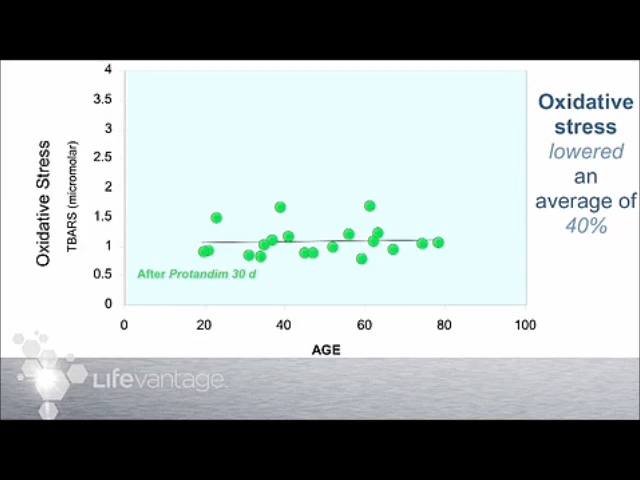 4
3.5
3
2.5
2
1.5
1
0.5
0
Oxidative Stress
TBARS (micromolar)
After Protandim 30 d
0 20 40 60 80 100
AGE
Oxidative
stress
lowered
an
average of
40%
LIfevantage